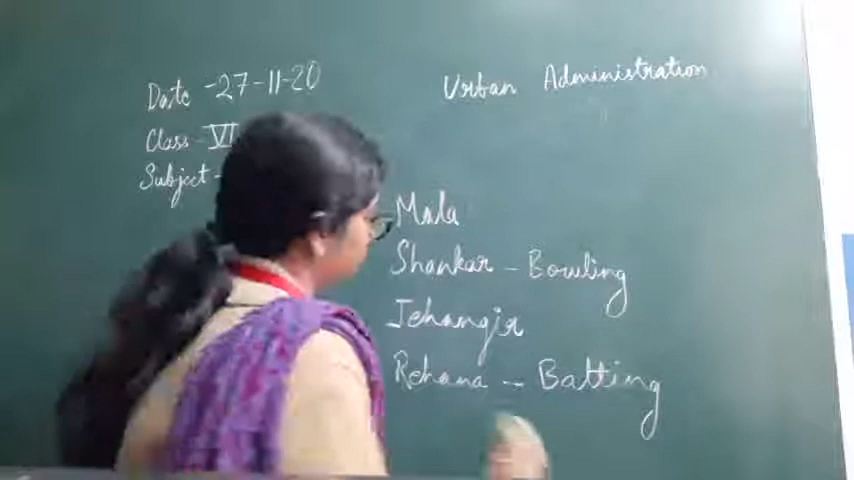 Date -27-11-20
Urban Administration
Class - VI
Subject -
Mala
Shankar - Bowling
Jehangir
Rehana - Batting